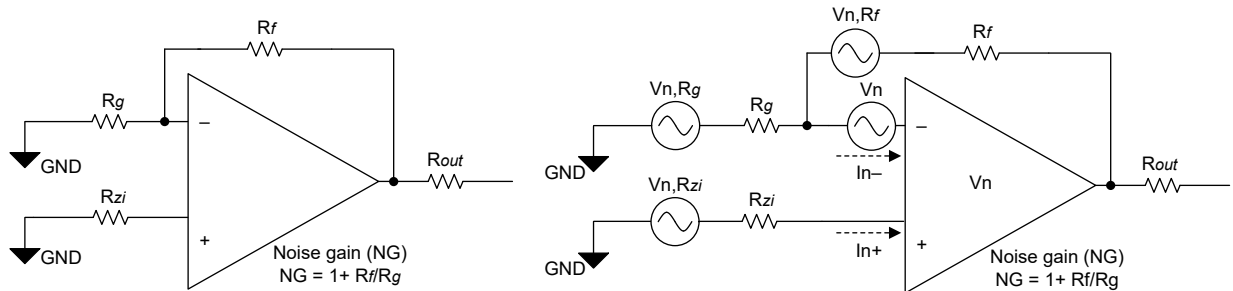 Rf
Rg
−
GND
Rout
Rzi
+
GND
Noise gain (NG)
NG = 1+ Rf/Rg
Vn,Rf
Rf
Vn,Rg
Rg
Vn
−
GND
In−
Vn
Rout
Vn,Rzi
Rzi
In+
+
GND
Noise gain (NG)
NG = 1+ Rf/Rg